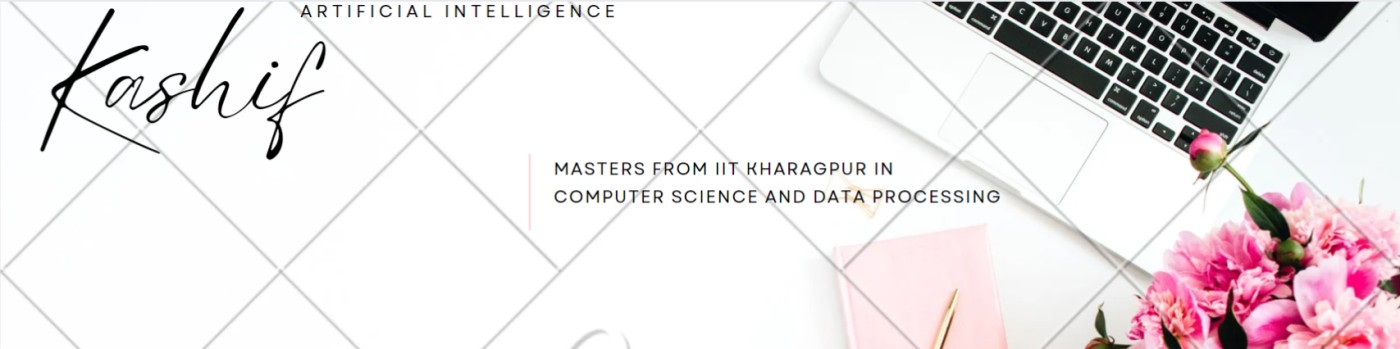 ARTIFICIAL INTELLIGENCE
Kashif
MASTERS FROM IIT KHARAGPUR IN
COMPUTER SCIENCE AND DATA PROCESSING